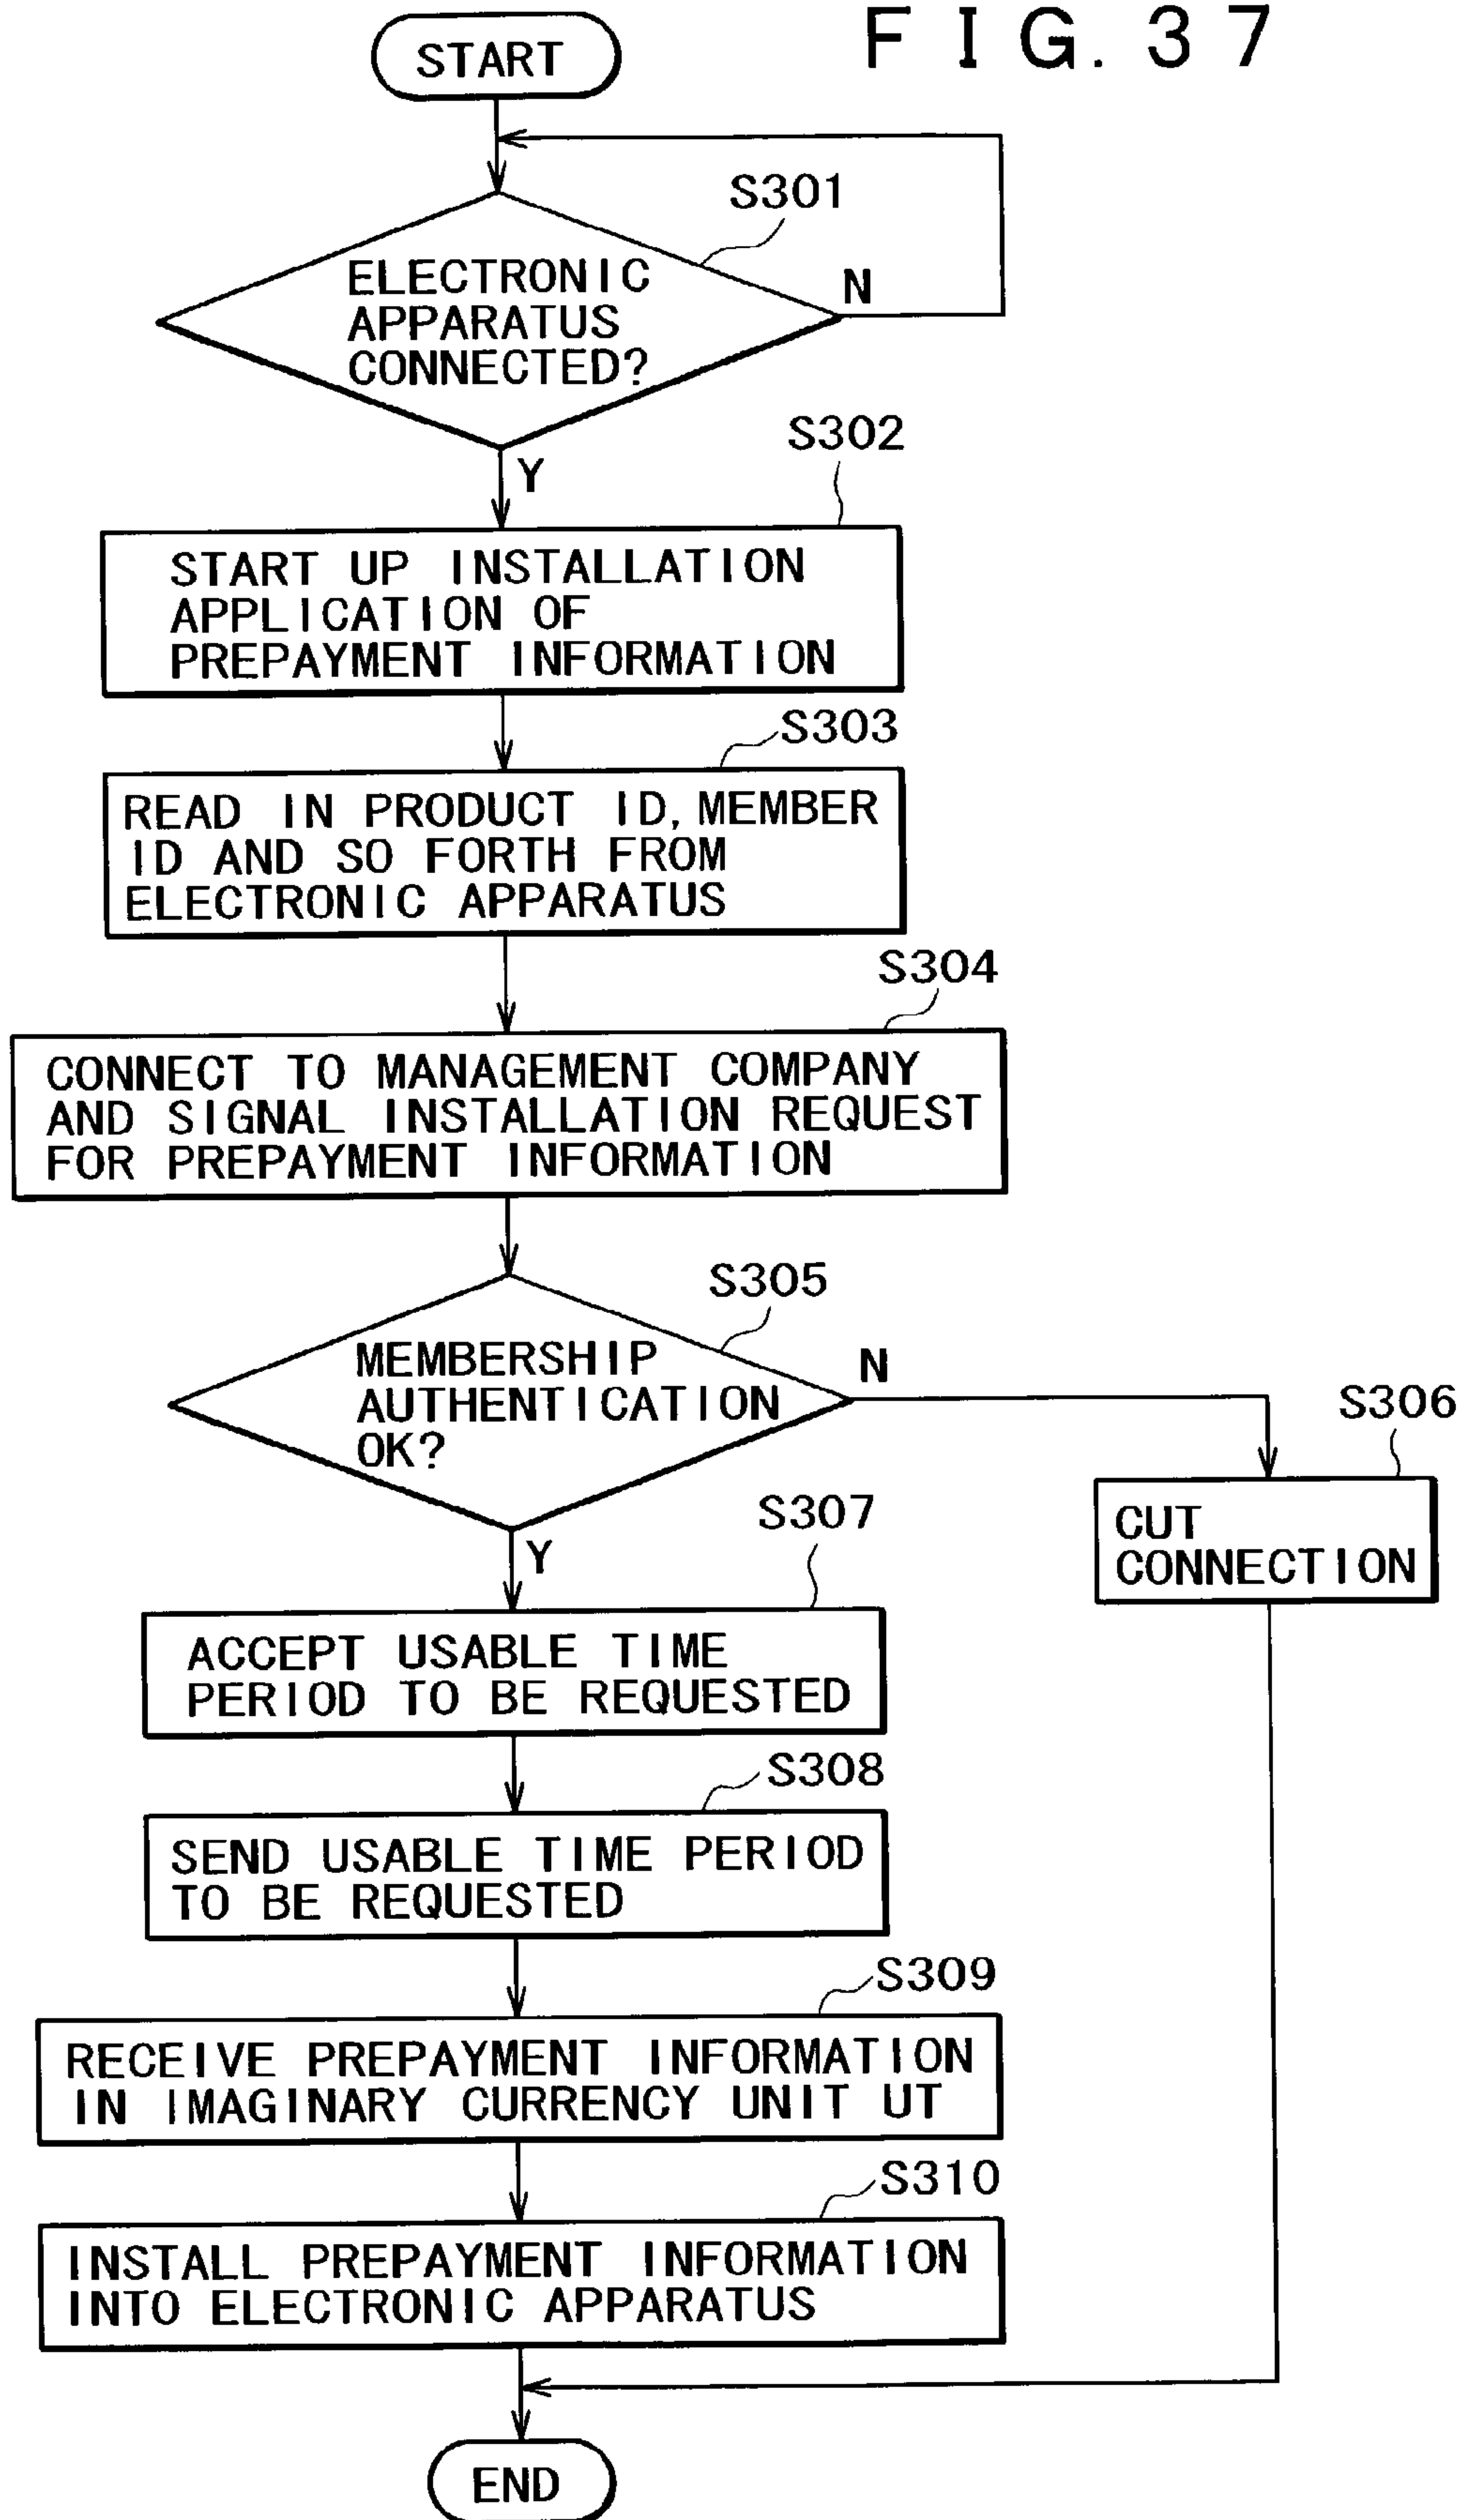 FIG. 37
START
S301
ELECTRONIC
APPARATUS
CONNECTED?
N
Y
S302
START UP INSTALLATION
APPLICATION OF
PREPAYMENT INFORMATION
S303
READ IN PRODUCT ID, MEMBER
ID AND SO FORTH FROM
ELECTRONIC APPARATUS
S304
CONNECT TO MANAGEMENT COMPANY
AND SIGNAL INSTALLATION REQUEST
FOR PREPAYMENT INFORMATION
S305
MEMBERSHIP
AUTHENTICATION
OK?
N
Y
S306
CUT
CONNECTION
S307
ACCEPT USABLE TIME
PERIOD TO BE REQUESTED
S308
SEND USABLE TIME PERIOD
TO BE REQUESTED
S309
RECEIVE PREPAYMENT INFORMATION
IN IMAGINARY CURRENCY UNIT UT
S310
INSTALL PREPAYMENT INFORMATION
INTO ELECTRONIC APPARATUS
END